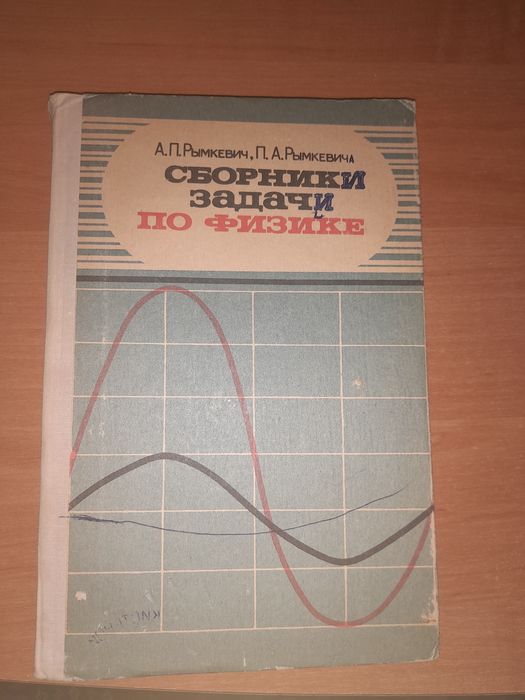 А.П.Рымкевич, П.А.РымкевичА
СБОРНИКИ
ЗАДАЧИ
ПО ФИЗИКЕ